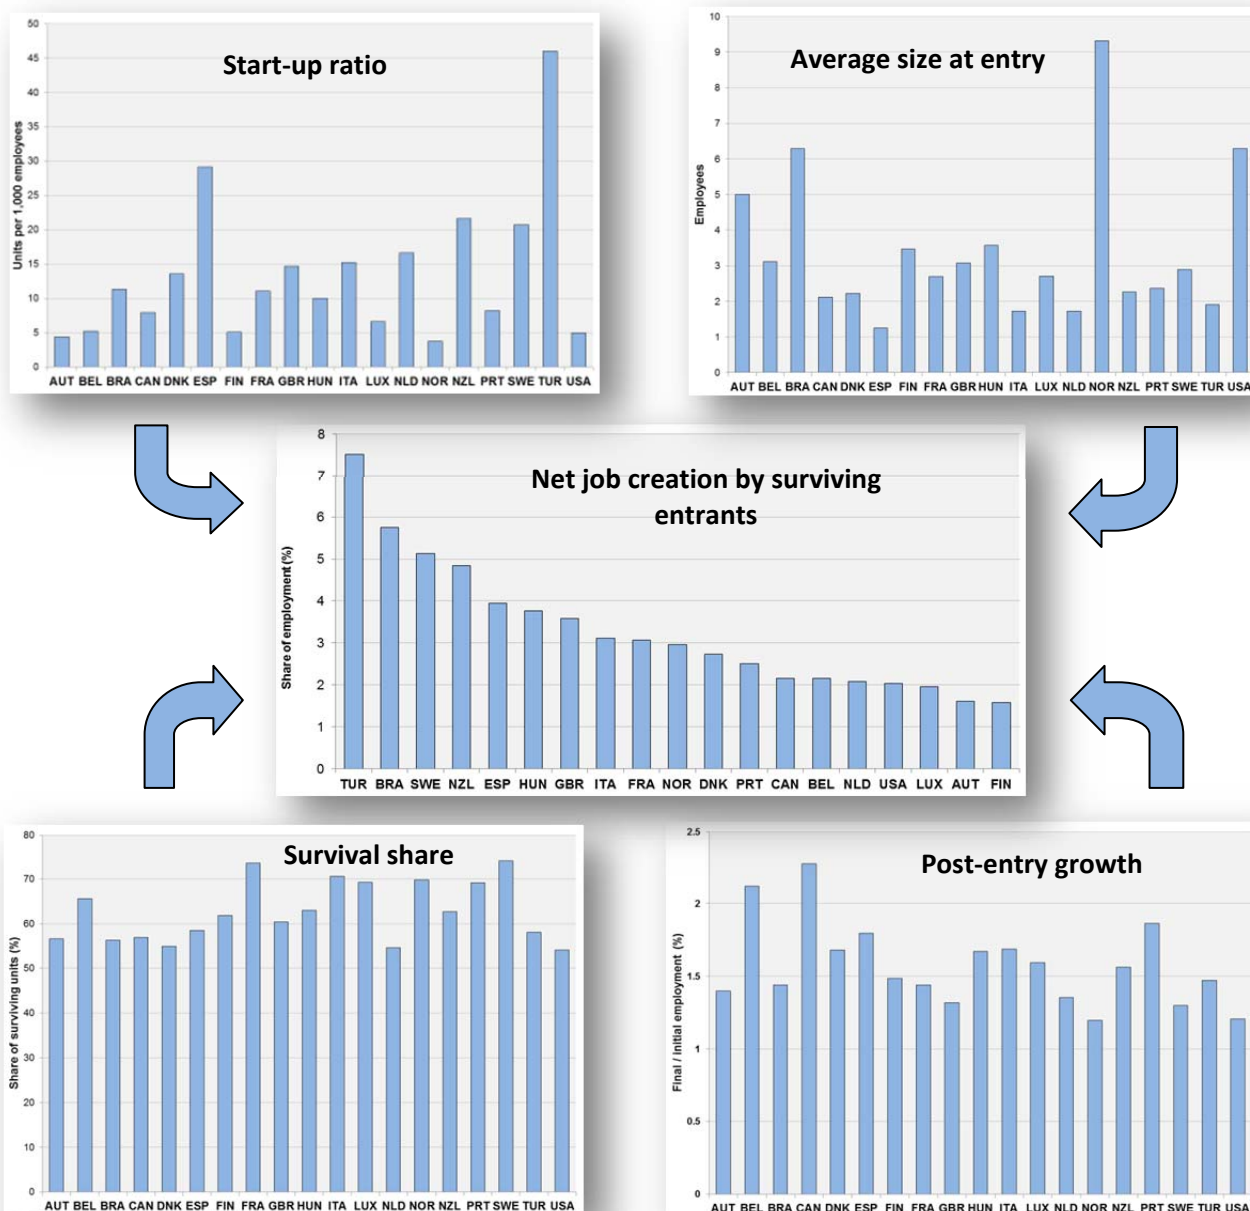 Start-up ratio
Units per 1,000 employees
50
45
40
35
30
25
20
15
10
5
0
AUT BEL BRA CAN DNK ESP FIN FRA GBR HUN ITA LUX NLD NOR NZL PRT SWE TUR USA
Average size at entry
Employees
10
9
8
7
6
5
4
3
2
1
0
AUT BEL BRA CAN DNK ESP FIN FRA GBR HUN ITA LUX NLD NOR NZL PRT SWE TUR USA
Net job creation by surviving
entrants
Share of employment (%)
8
7
6
5
4
3
2
1
0
TUR BRA SWE NZL ESP HUN GBR ITA FRA NOR DNK PRT CAN BEL NLD USA LUX AUT FIN
Survival share
Share of surviving units (%)
80
70
60
50
40
30
20
10
0
AUT BEL BRA CAN DNK ESP FIN FRA GBR HUN ITA LUX NLD NOR NZL PRT SWE TUR USA
Post-entry growth
Final / initial employment (%)
2.5
2
1.5
1
0.5
0
AUT BEL BRA CAN DNK ESP FIN FRA GBR HUN ITA LUX NLD NOR NZL PRT SWE TUR USA